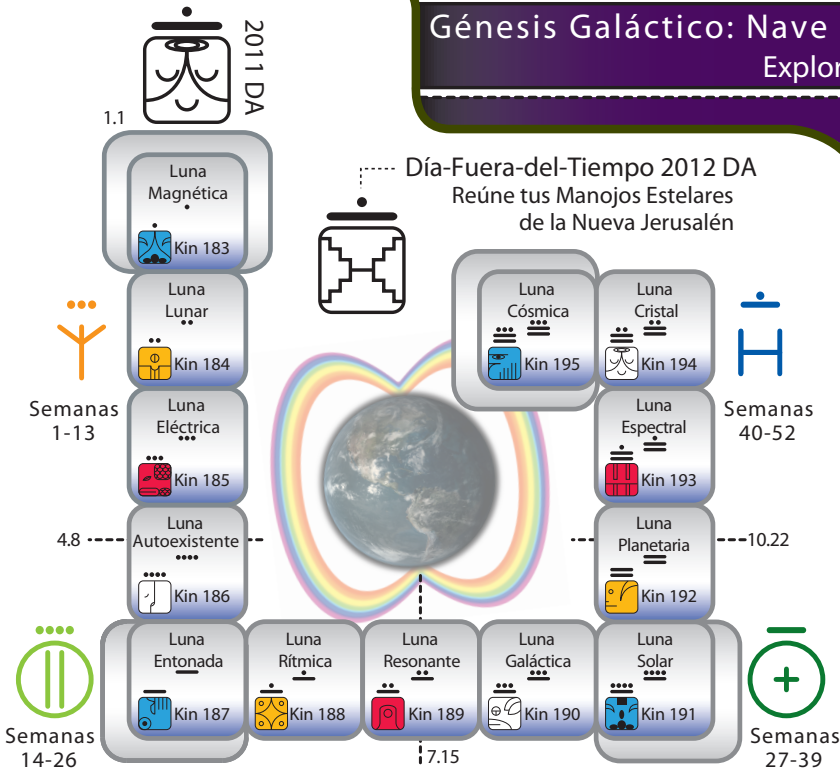 Génesis Galáctico: Nave
Explor
2011 DA
1.1
Día-Fuera-del-Tiempo 2012 DA
Reúne tus Manojos Estelares
de la Nueva Jerusalén
Luna
Magnética
Kin 183
Luna
Lunar
Kin 184
Semanas
1-13
Luna
Eléctrica
Kin 185
4.8
Luna
Autoexistente
Kin 186
Semanas
14-26
Luna
Entonada
Kin 187
Luna
Rítmica
Kin 188
Luna
Resonante
Kin 189
7.15
Luna
Galáctica
Kin 190
Luna
Solar
Kin 191
Semanas
27-39
Luna
Planetaria
Kin 192
10.22
Luna
Espectral
Kin 193
Semanas
40-52
Luna
Cristal
Kin 194
Luna
Cósmica
Kin 195